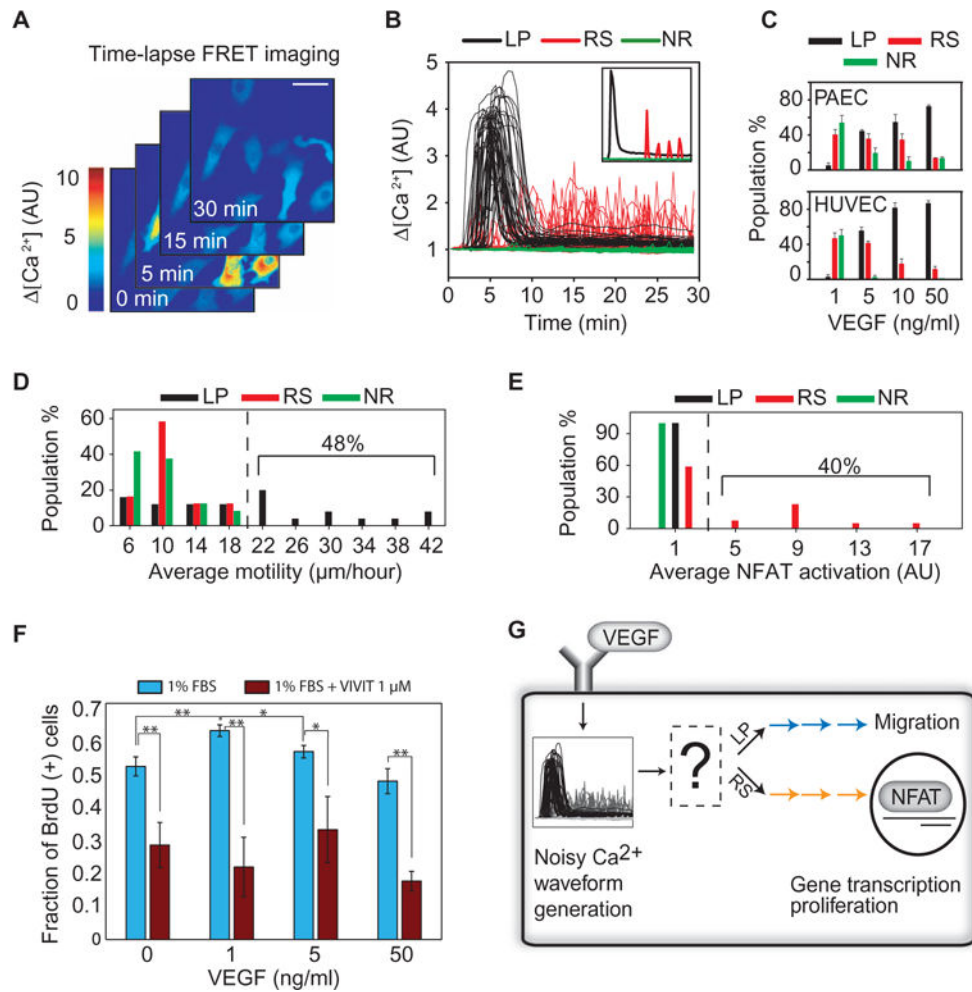 A
Time-lapse FRET imaging
Δ[Ca2+] (AU)
10
5
0
30 min
15 min
5 min
0 min
B
LP RS NR
Δ[Ca2+] (AU)
5
4
3
2
1
0 5 10 15 20 25 30
Time (min)
C
LP RS
NR
Population %
PAEC
80
40
0
HUVEC
80
40
0
1 5 10 50
VEGF (ng/ml)
D
LP RS NR
Population %
60
40
20
0
48%
6 10 14 18 22 26 30 34 38 42
Average motility (µm/hour)
E
LP RS NR
Population %
90
60
30
0
40%
1 5 9 13 17
Average NFAT activation (AU)
F
1% FBS 1% FBS + VIVIT 1 µM
Fraction of BrdU (+) cells
0.7
0.6
0.5
0.4
0.3
0.2
0.1
0
** *
** ** * **
0 1 5 50
VEGF (ng/ml)
G
VEGF
?
LP
RS
Migration
NFAT
Noisy Ca2+
waveform
generation
Gene transcription
proliferation